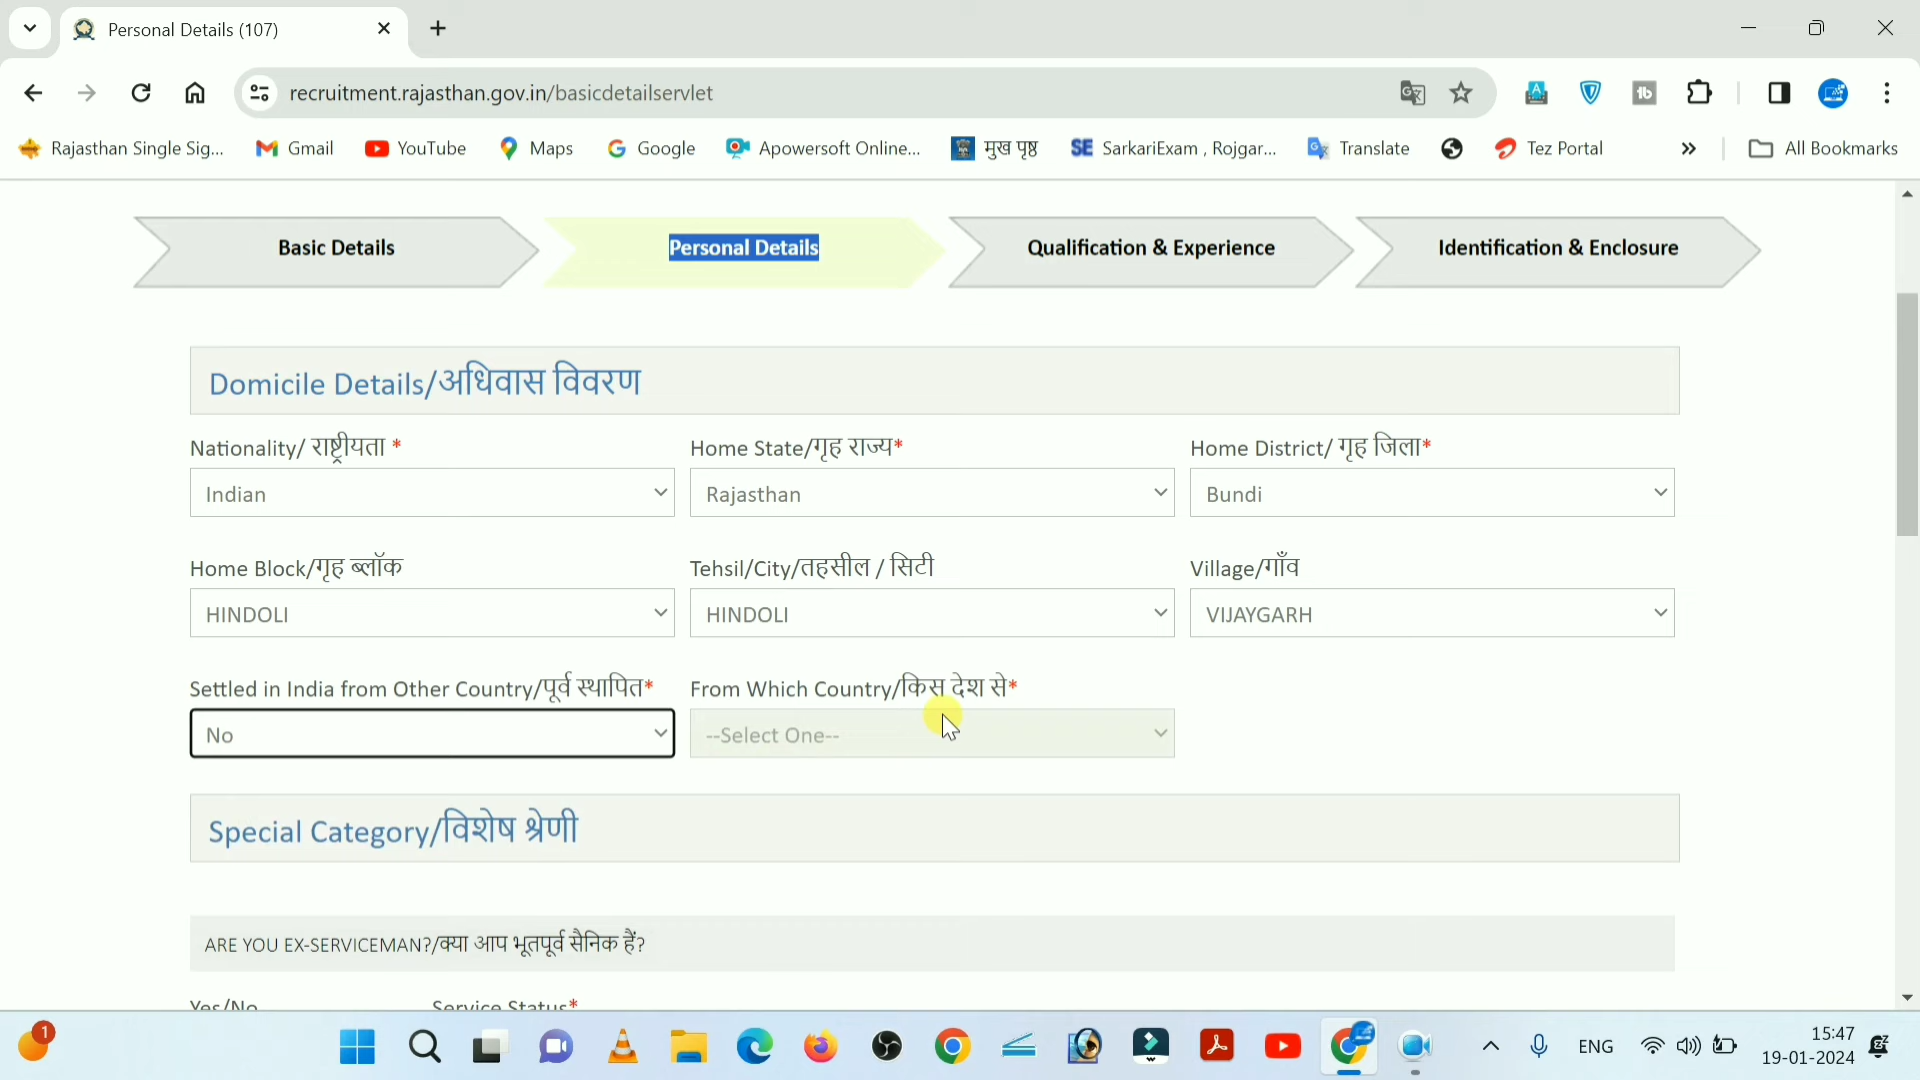 Personal Details (107)
recruitment.rajasthan.gov.in/basicdetailservlet
Rajasthan Single Sig... Gmail YouTube Maps Google Apowersoft Online... मुख पृष्ठ SE SarkariExam , Rojgar... Translate Tez Portal » All Bookmarks
Basic Details Personal Details Qualification & Experience Identification & Enclosure
Domicile Details/अधिवास विवरण
Nationality/ राष्ट्रीयता * Home State/गृह राज्य* Home District/ गृह जिला*
Indian Rajasthan Bundi
Home Block/गृह ब्लॉक Tehsil/City/तहसील / सिटी Village/गाँव
HINDOLI HINDOLI VIJAYGARH
Settled in India from Other Country/पूर्व स्थापित* From Which Country/किस देश से*
No --Select One--
Special Category/विशेष श्रेणी
ARE YOU EX-SERVICEMAN?/क्या आप भूतपूर्व सैनिक हैं?
Yes/No Service Status*
1 ENG 15:47
19-01-2024